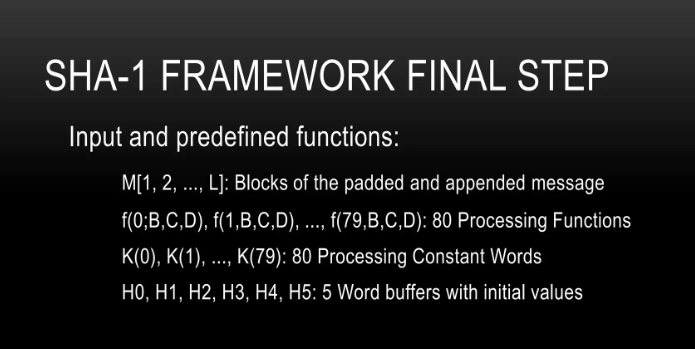 SHA-1 FRAMEWORK FINAL STEP
Input and predefined functions:
M[1, 2, ..., L]: Blocks of the padded and appended message
f(0;B,C,D), f(1,B,C,D), ..., f(79,B,C,D): 80 Processing Functions
K(0), K(1), ..., K(79): 80 Processing Constant Words
H0, H1, H2, H3, H4, H5: 5 Word buffers with initial values